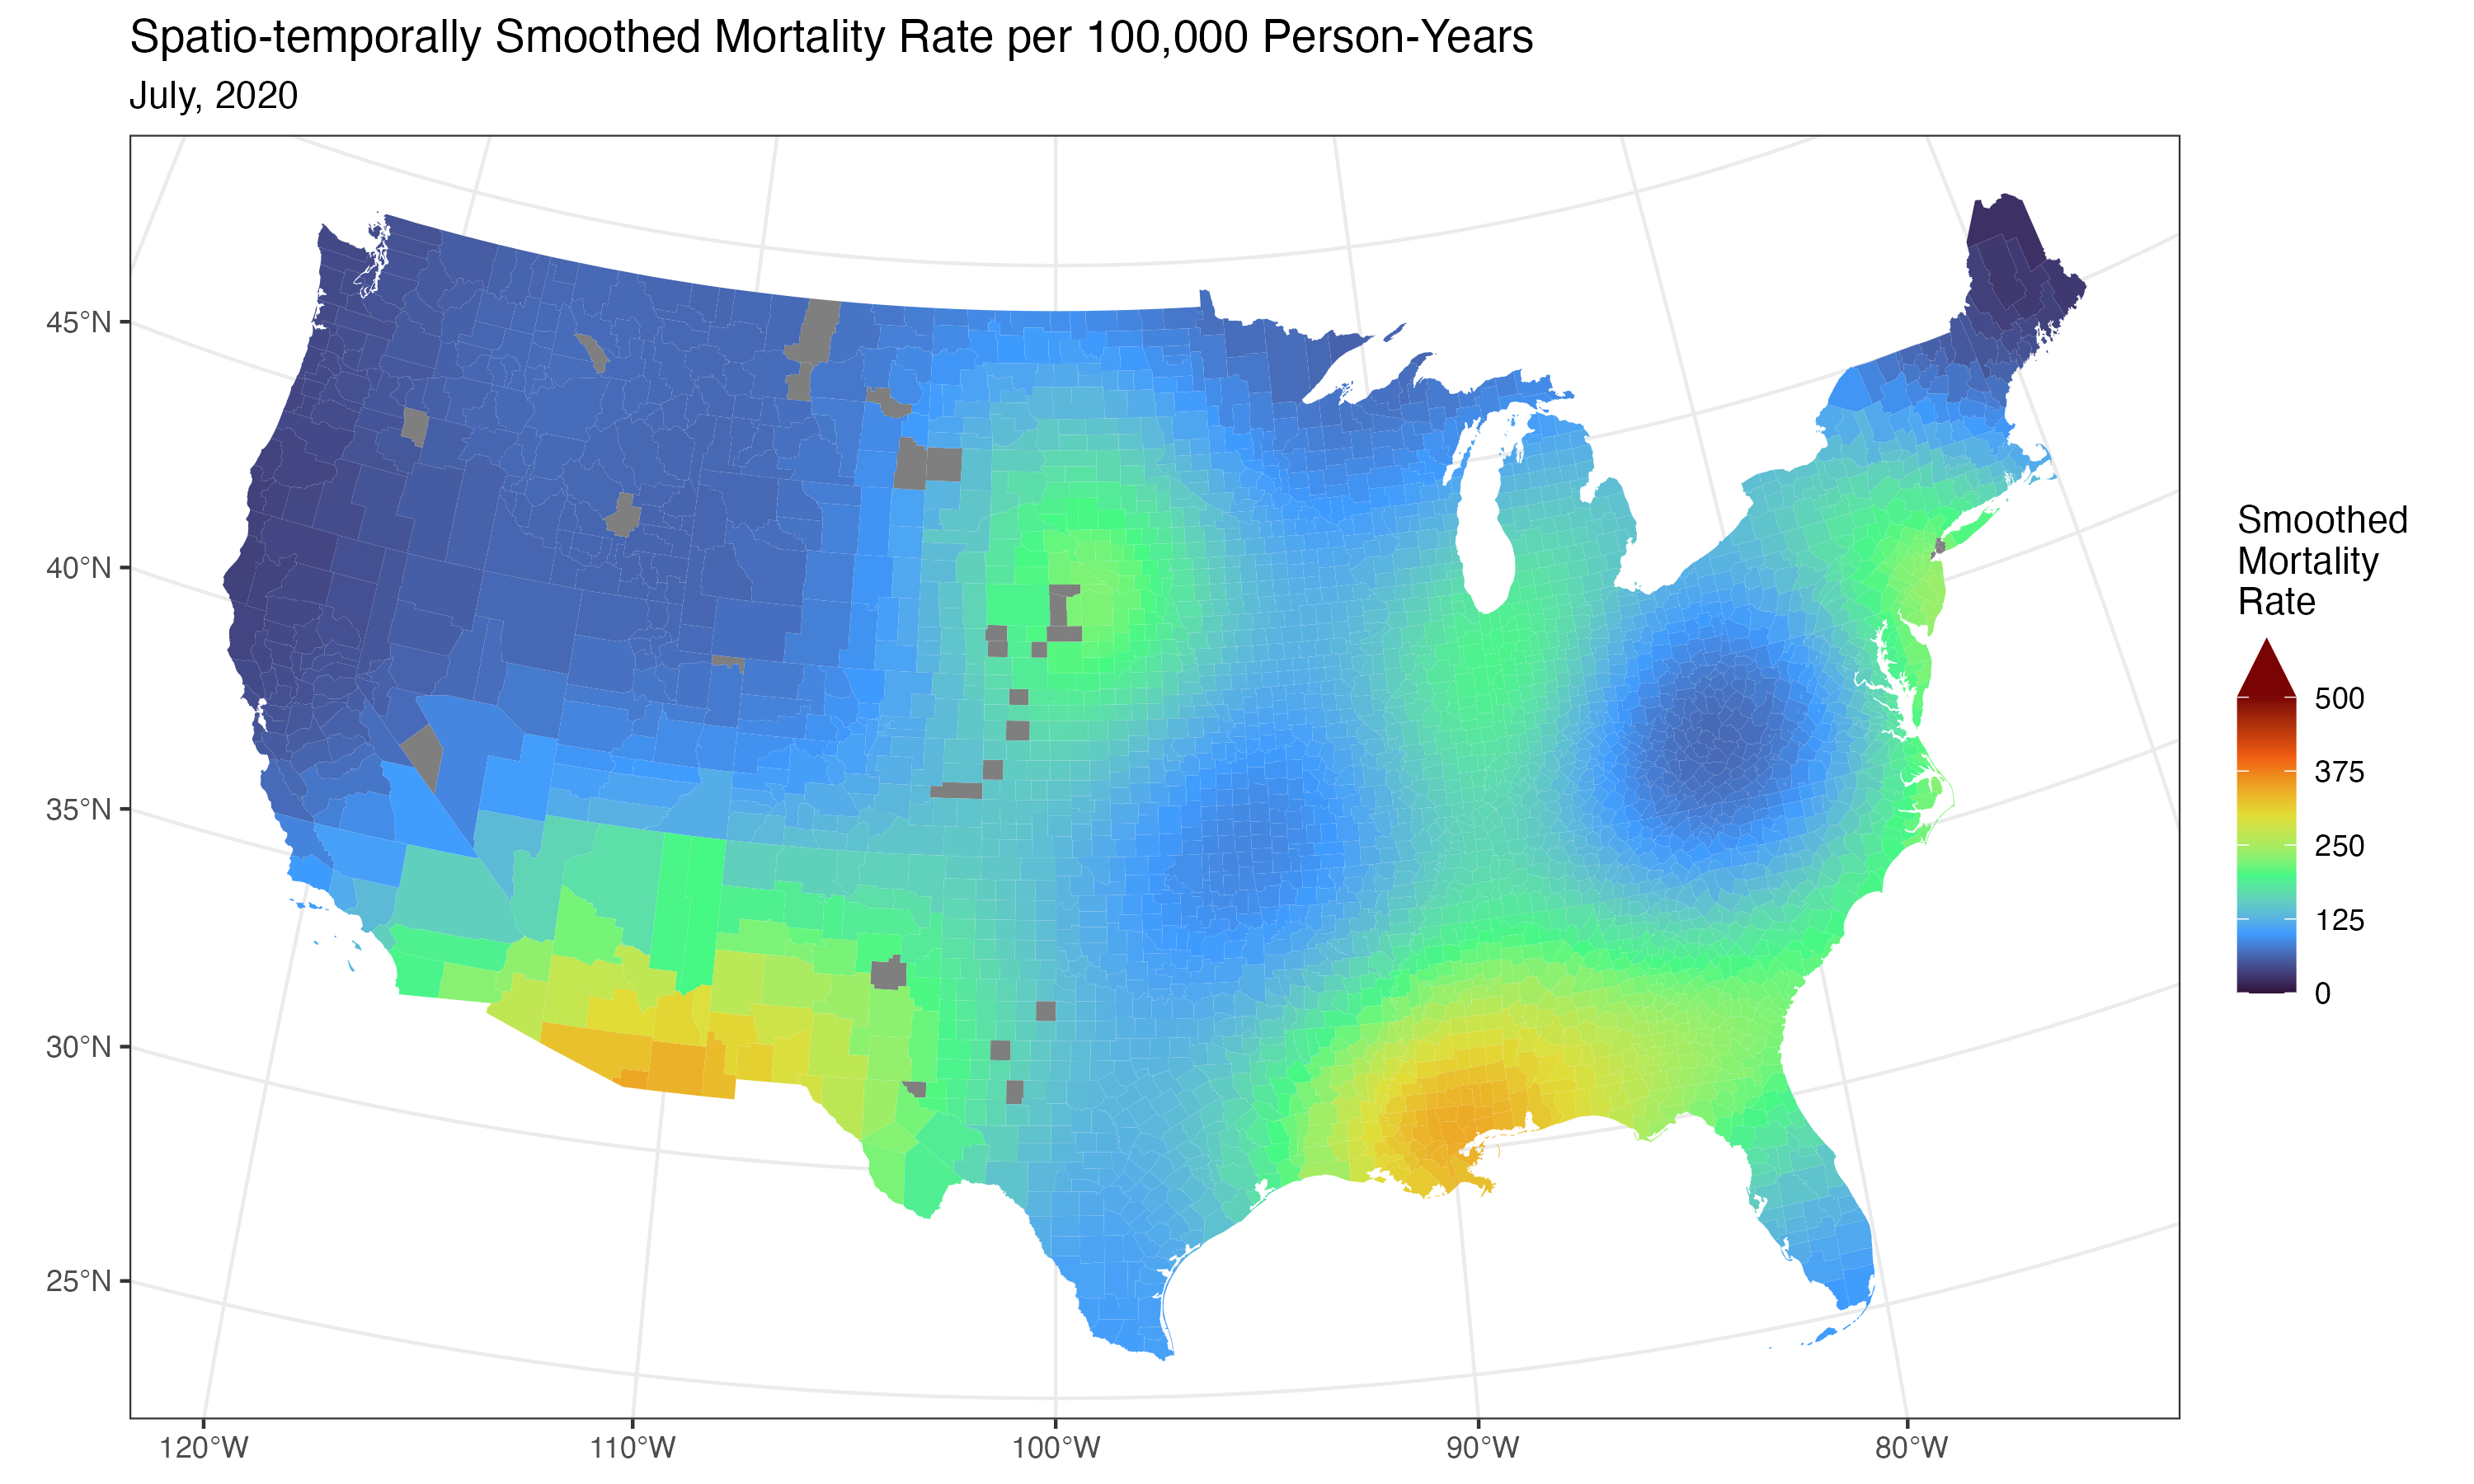 Spatio-temporally Smoothed Mortality Rate per 100,000 Person-Years
July, 2020
45°N
40°N
35°N
30°N
25°N
120°W
110°W
100°W
90°W
80°W
Smoothed
Mortality
Rate
500
375
250
125
0